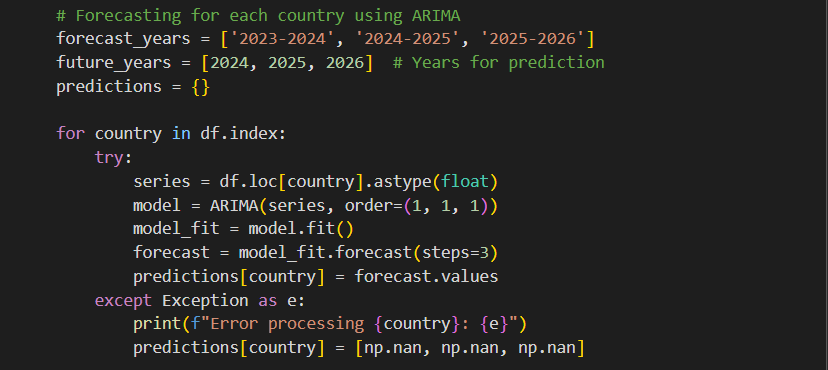 # Forecasting for each country using ARIMA
forecast_years = ['2023-2024', '2024-2025', '2025-2026']
future_years = [2024, 2025, 2026]  # Years for prediction
predictions = {}

for country in df.index:
    try:
        series = df.loc[country].astype(float)
        model = ARIMA(series, order=(1, 1, 1))
        model_fit = model.fit()
        forecast = model_fit.forecast(steps=3)
        predictions[country] = forecast.values
    except Exception as e:
        print(f"Error processing {country}: {e}")
        predictions[country] = [np.nan, np.nan, np.nan]